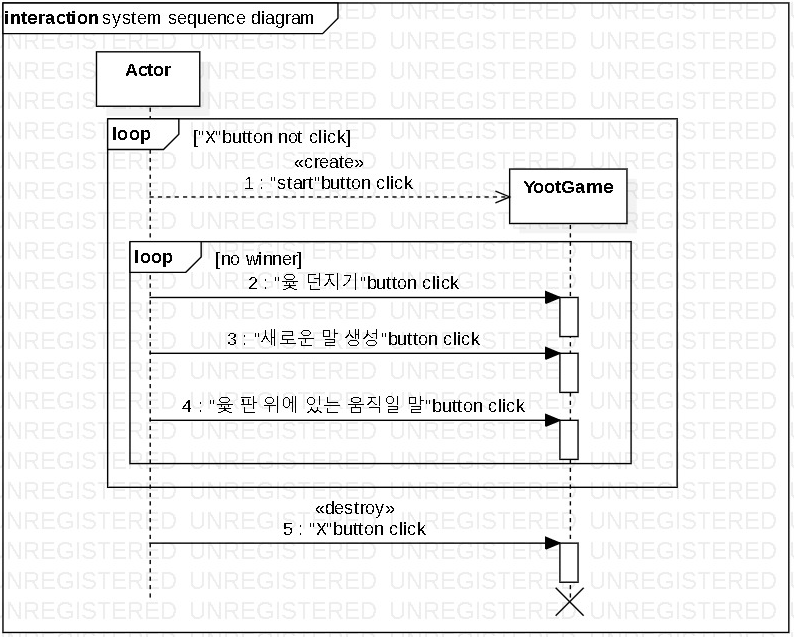 interaction system sequence diagram
Actor
loop
["X"button not click]
«create»
1 : "start"button click
YootGame
loop
[no winner]
2 : "윷 던지기"button click
3 : "새로운 말 생성"button click
4 : "윷 판 위에 있는 움직일 말"button click
«destroy»
5 : "X"button click
UNREGISTERED